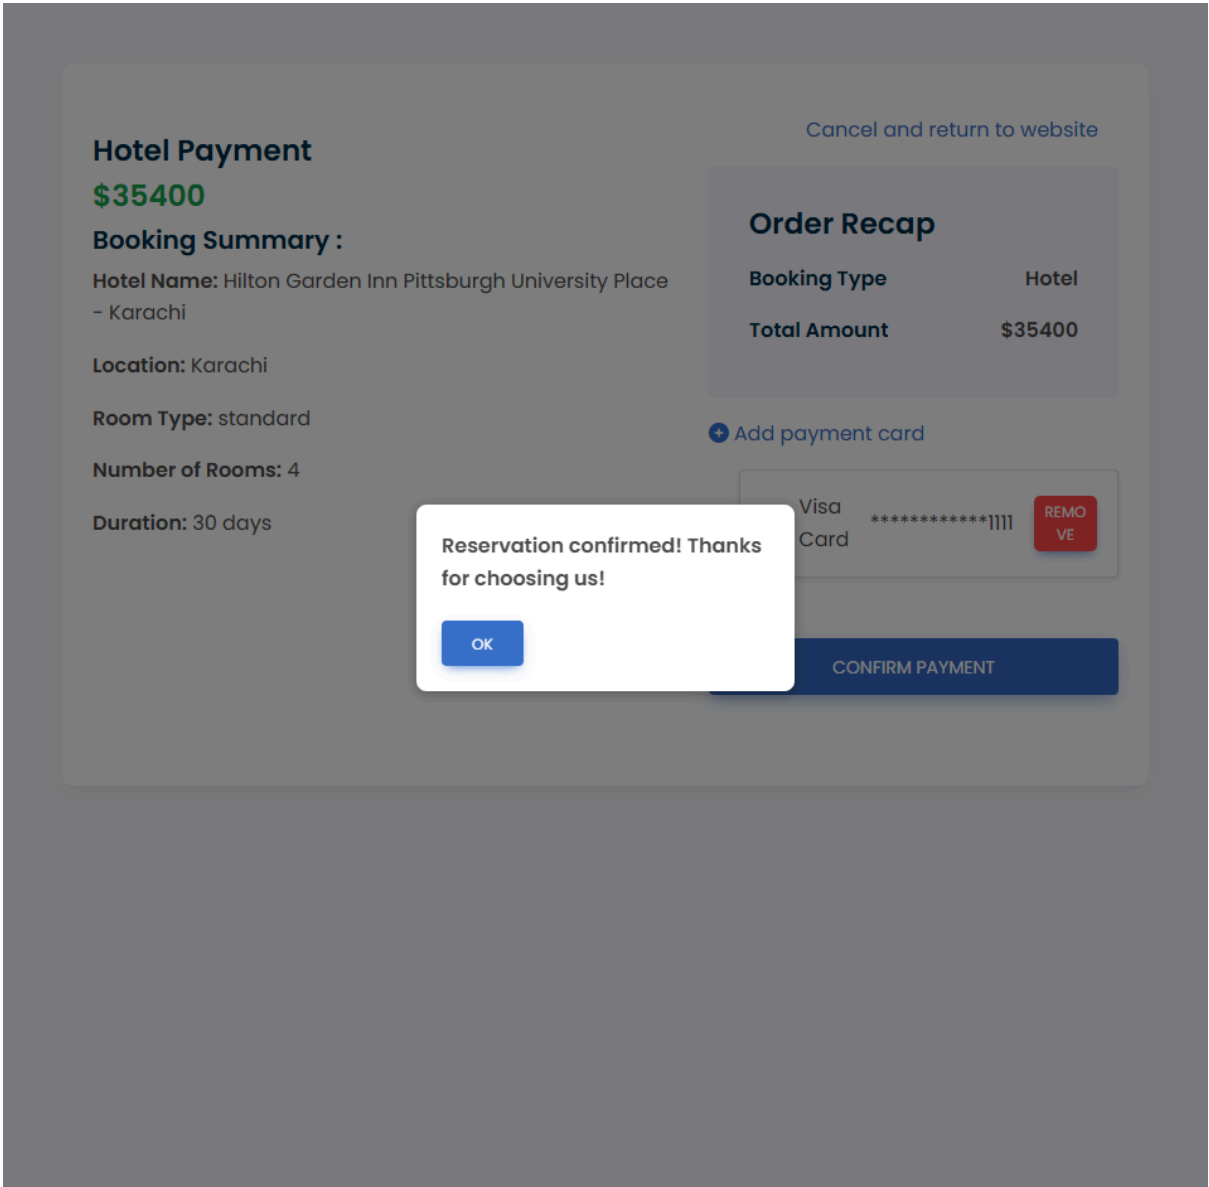 Cancel and return to website
Hotel Payment
$35400
Booking Summary :
Hotel Name: Hilton Garden Inn Pittsburgh University Place
- Karachi
Location: Karachi
Room Type: standard
Number of Rooms: 4
Duration: 30 days
Order Recap
Booking Type Hotel
Total Amount $35400
Add payment card
Visa
Card
************1111
REMO
VE
Reservation confirmed! Thanks
for choosing us!
OK
CONFIRM PAYMENT